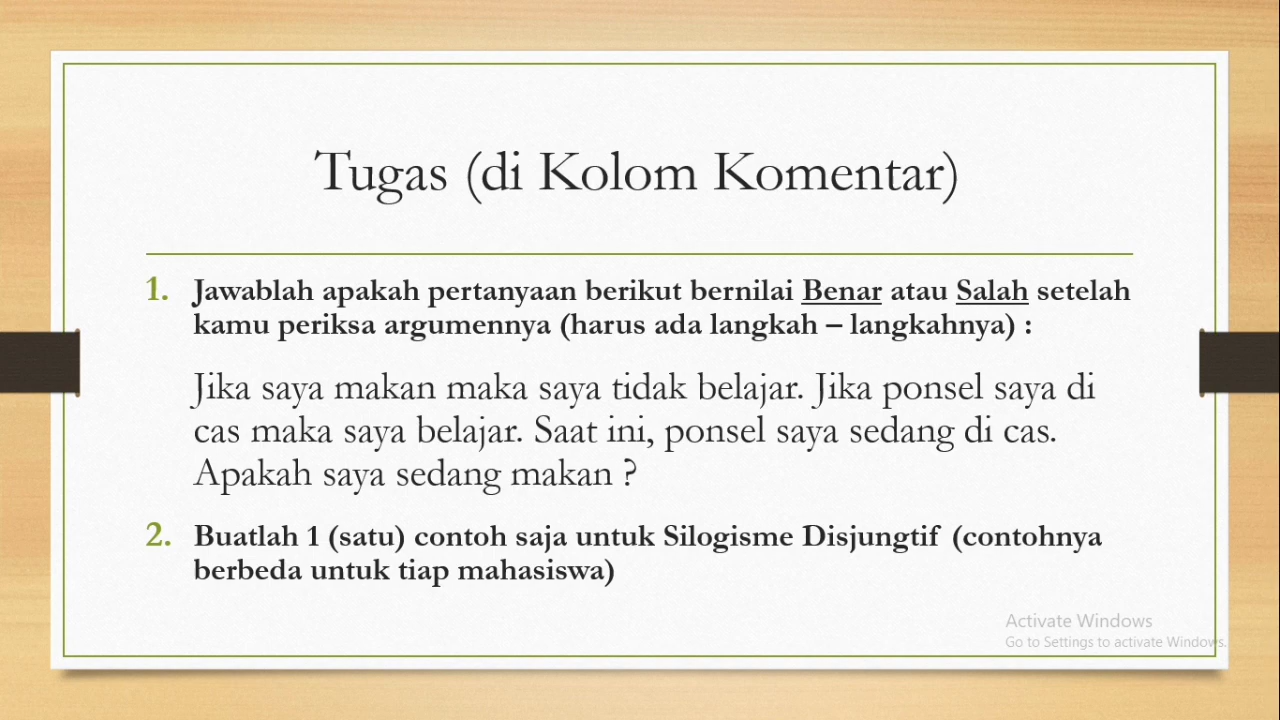 Tugas (di Kolom Komentar)
1. Jawablah apakah pertanyaan berikut bernilai Benar atau Salah setelah
kamu periksa argumennya (harus ada langkah – langkahnya) :
Jika saya makan maka saya tidak belajar. Jika ponsel saya di
cas maka saya belajar. Saat ini, ponsel saya sedang di cas.
Apakah saya sedang makan ?
2. Buatlah 1 (satu) contoh saja untuk Silogisme Disjungtif (contohnya
berbeda untuk tiap mahasiswa)
Activate Windows
Go to Settings to activate Windows.